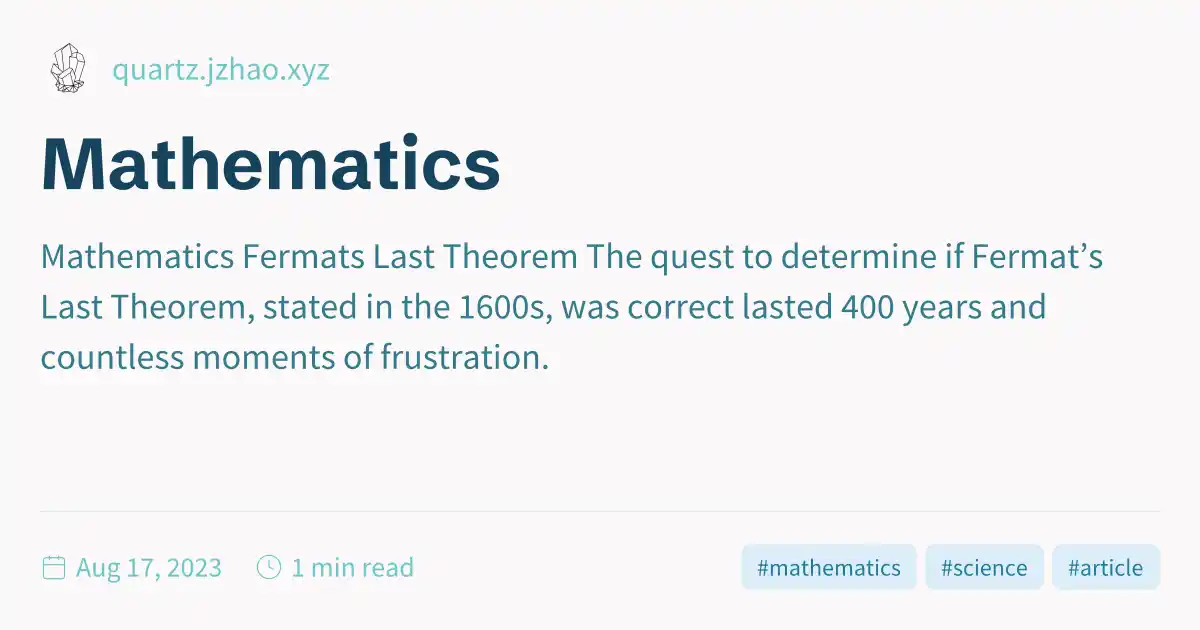 quartz.jzhao.xyz
Mathematics
Mathematics Fermats Last Theorem The quest to determine if Fermat’s
Last Theorem, stated in the 1600s, was correct lasted 400 years and
countless moments of frustration.
Aug 17, 2023 1 min read #mathematics #science #article